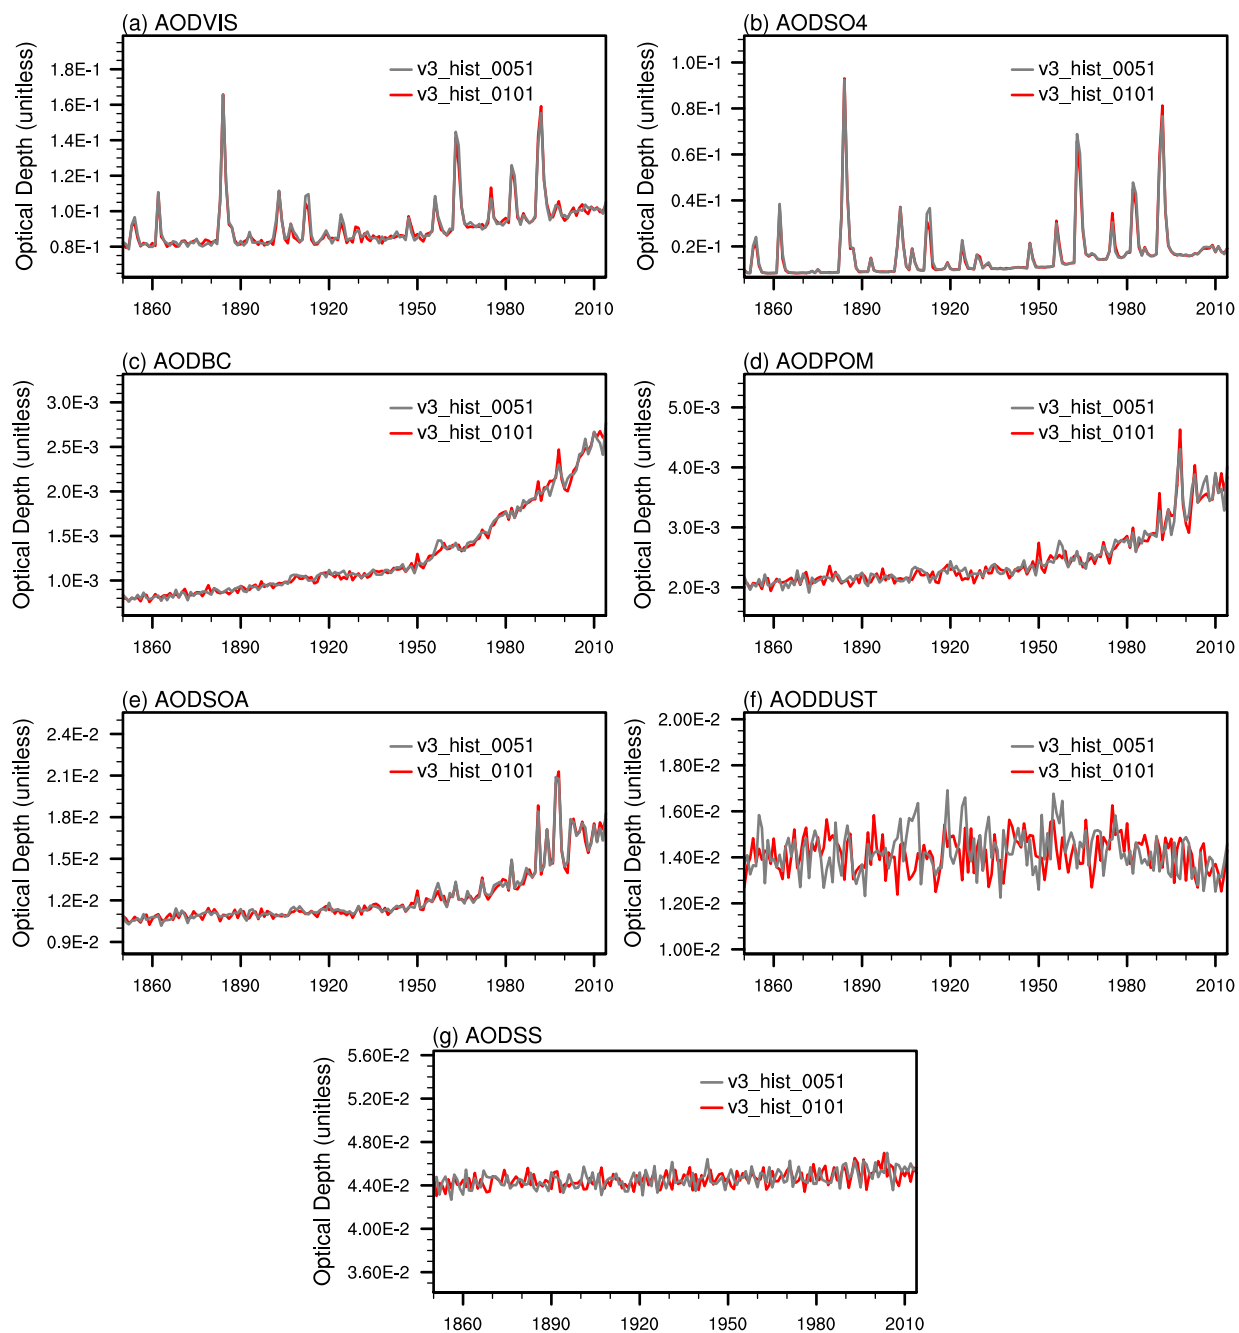 (a) AODVIS
Optical Depth (unitless)
1.8E-1
1.6E-1
1.4E-1
1.2E-1
1.0E-1
0.8E-1
v3_hist_0051
v3_hist_0101
1860 1890 1920 1950 1980 2010
(b) AODSO4
Optical Depth (unitless)
1.0E-1
0.8E-1
0.6E-1
0.4E-1
0.2E-1
v3_hist_0051
v3_hist_0101
1860 1890 1920 1950 1980 2010
(c) AODBC
Optical Depth (unitless)
3.0E-3
2.5E-3
2.0E-3
1.5E-3
1.0E-3
v3_hist_0051
v3_hist_0101
1860 1890 1920 1950 1980 2010
(d) AODPOM
Optical Depth (unitless)
5.0E-3
4.0E-3
3.0E-3
2.0E-3
v3_hist_0051
v3_hist_0101
1860 1890 1920 1950 1980 2010
(e) AODSOA
Optical Depth (unitless)
2.4E-2
2.1E-2
1.8E-2
1.5E-2
1.2E-2
0.9E-2
v3_hist_0051
v3_hist_0101
1860 1890 1920 1950 1980 2010
(f) AODDUST
Optical Depth (unitless)
2.00E-2
1.80E-2
1.60E-2
1.40E-2
1.20E-2
1.00E-2
v3_hist_0051
v3_hist_0101
1860 1890 1920 1950 1980 2010
(g) AODSS
Optical Depth (unitless)
5.60E-2
5.20E-2
4.80E-2
4.40E-2
4.00E-2
3.60E-2
v3_hist_0051
v3_hist_0101
1860 1890 1920 1950 1980 2010